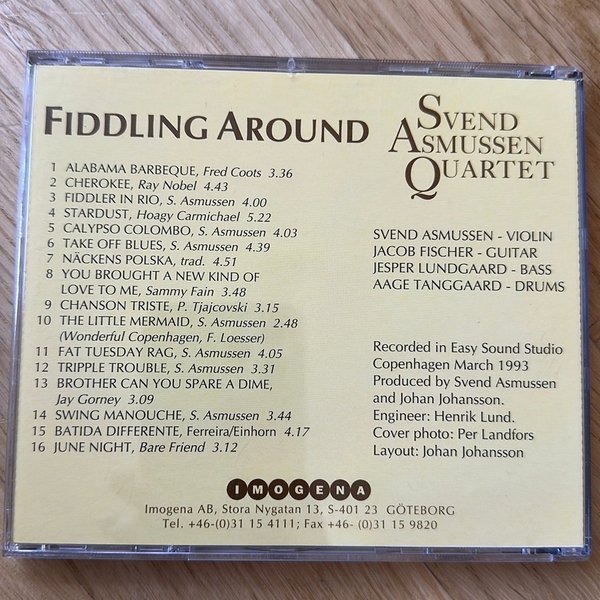 FIDDLING AROUND
1 ALABAMA BARBEQUE, Fred Coots 3.36
2 CHEROKEE, Ray Nobel 4.43
3 FIDDLER IN RIO, S. Asmussen 4.00
4 STARDUST, Hoagy Carmichael 5.22
5 CALYPSO COLOMBO, S. Asmussen 4.03
6 TAKE OFF BLUES, S. Asmussen 4.39
7 NÄCKENS POLSKA, trad. 4.51
8 YOU BROUGHT A NEW KIND OF
LOVE TO ME, Sammy Fain 3.48
9 CHANSON TRISTE, P. Tjajcovski 3.15
10 THE LITTLE MERMAID, S. Asmussen 2.48
(Wonderful Copenhagen, F. Loesser)
11 FAT TUESDAY RAG, S. Asmussen 4.05
12 TRIPPLE TROUBLE, S. Asmussen 3.31
13 BROTHER CAN YOU SPARE A DIME,
Jay Gorney 3.09
14 SWING MANOUCHE, S. Asmussen 3.44
15 BATIDA DIFFERENTE, Ferreira/Einhorn 4.17
16 JUNE NIGHT, Bare Friend 3.12
SVEND
ASMUSSEN
QUARTET
SVEND ASMUSSEN - VIOLIN
JACOB FISCHER - GUITAR
JESPER LUNDGAARD - BASS
AAGE TANGGAARD - DRUMS
Recorded in Easy Sound Studio
Copenhagen March 1993
Produced by Svend Asmussen
and Johan Johansson.
Engineer: Henrik Lund.
Cover photo: Per Landfors
Layout: Johan Johansson
IMOGENA
Imogena AB, Stora Nygatan 13, S-401 23 GÖTEBORG
Tel. +46-(0)31 15 4111; Fax +46- (0)31 15 9820